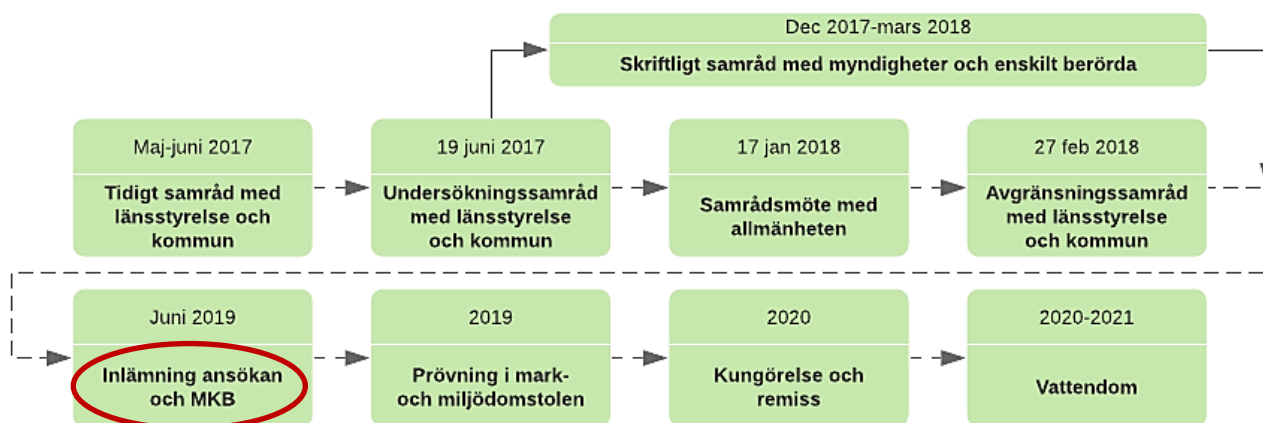 Dec 2017-mars 2018
Skriftligt samråd med myndigheter och enskilt berörda
Maj-juni 2017
Tidigt samråd med
länsstyrelse och
kommun
19 juni 2017
Undersökningssamråd
med länsstyrelse
och kommun
17 jan 2018
Samrådsmöte med
allmänheten
27 feb 2018
Avgränsningssamråd
med länsstyrelse
och kommun
Juni 2019
Inlämning ansökan
och MKB
2019
Prövning i mark-
och miljödomstolen
2020
Kungörelse och
remiss
2020-2021
Vattendom